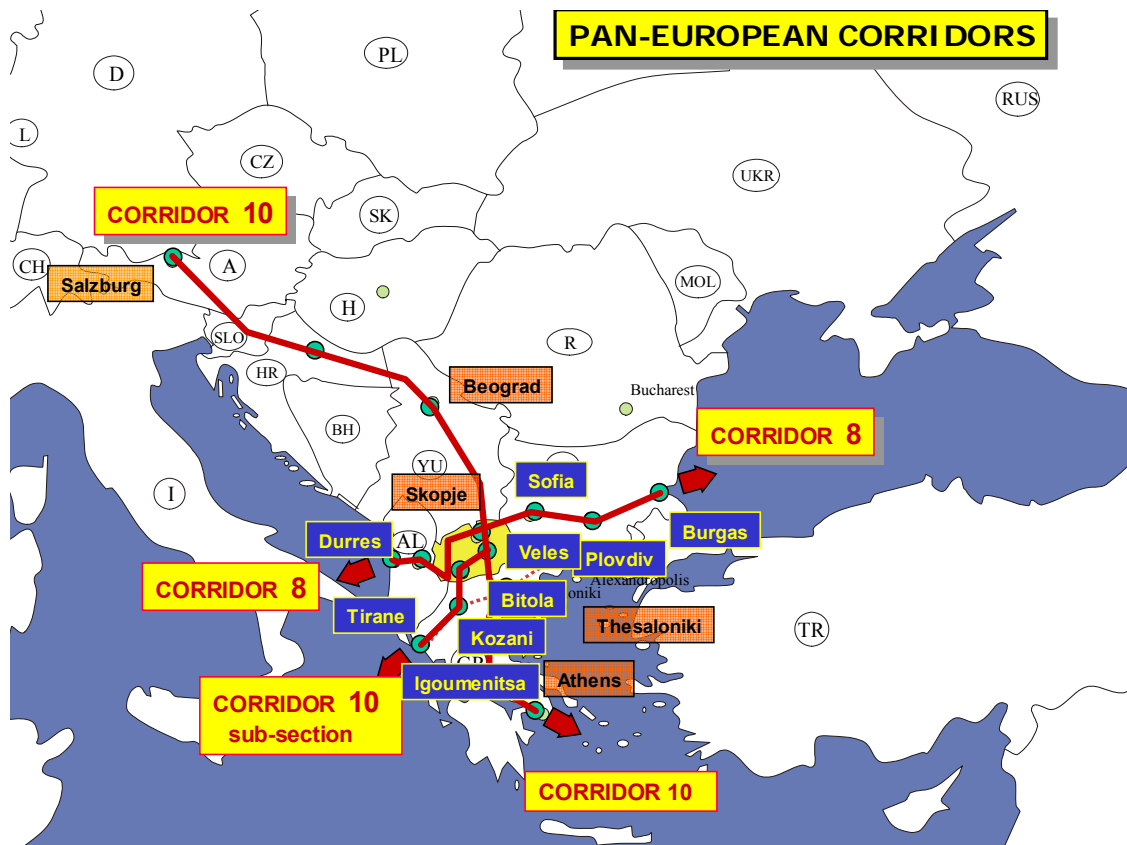 PAN-EUROPEAN CORRIDORS
PL
D
RUS
L
CZ
UKR
SK
CORRIDOR 10
CH
A
MOL
Salzburg
H
SLO
R
HR
Beograd
Bucharest
BH
CORRIDOR 8
YU
Skopje
Sofia
Durres
AL
Veles
Plovdiv
Burgas
CORRIDOR 8
Alexandropolis
oniki
Tirane
Bitola
Thesaloniki
TR
Kozani
Igoumenitsa
Athens
CORRIDOR 10
sub-section
CORRIDOR 10
I